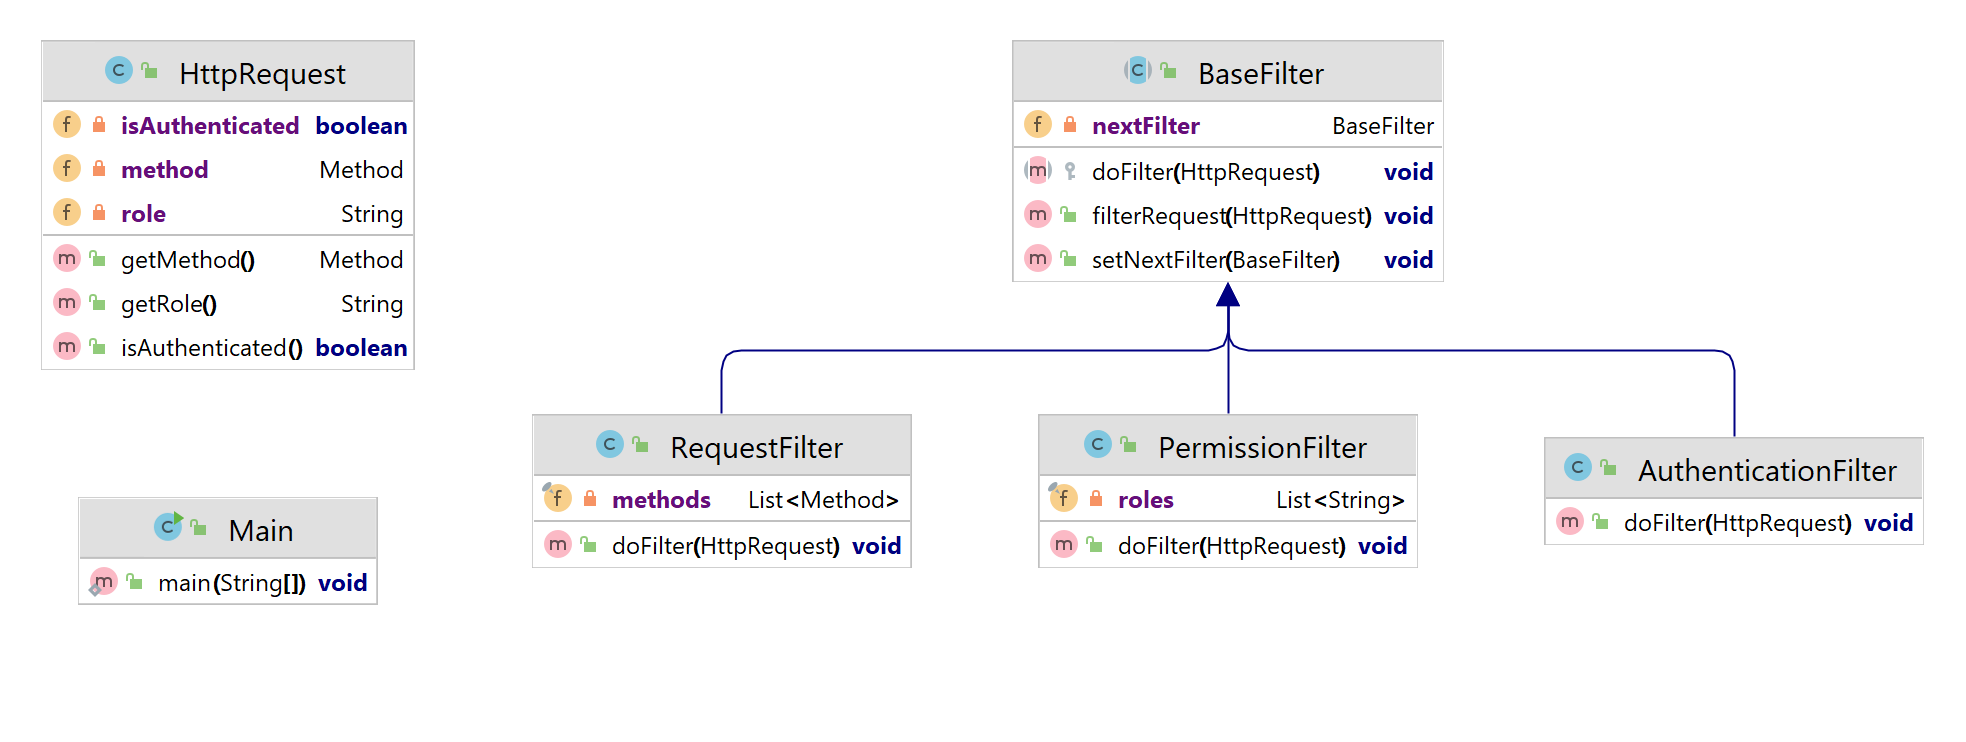 HttpRequest
isAuthenticated boolean
method Method
role String
getMethod() Method
getRole() String
isAuthenticated() boolean
BaseFilter
nextFilter BaseFilter
doFilter(HttpRequest) void
filterRequest(HttpRequest) void
setNextFilter(BaseFilter) void
RequestFilter
methods List<Method>
doFilter(HttpRequest) void
PermissionFilter
roles List<String>
doFilter(HttpRequest) void
AuthenticationFilter
doFilter(HttpRequest) void
Main
main(String[]) void